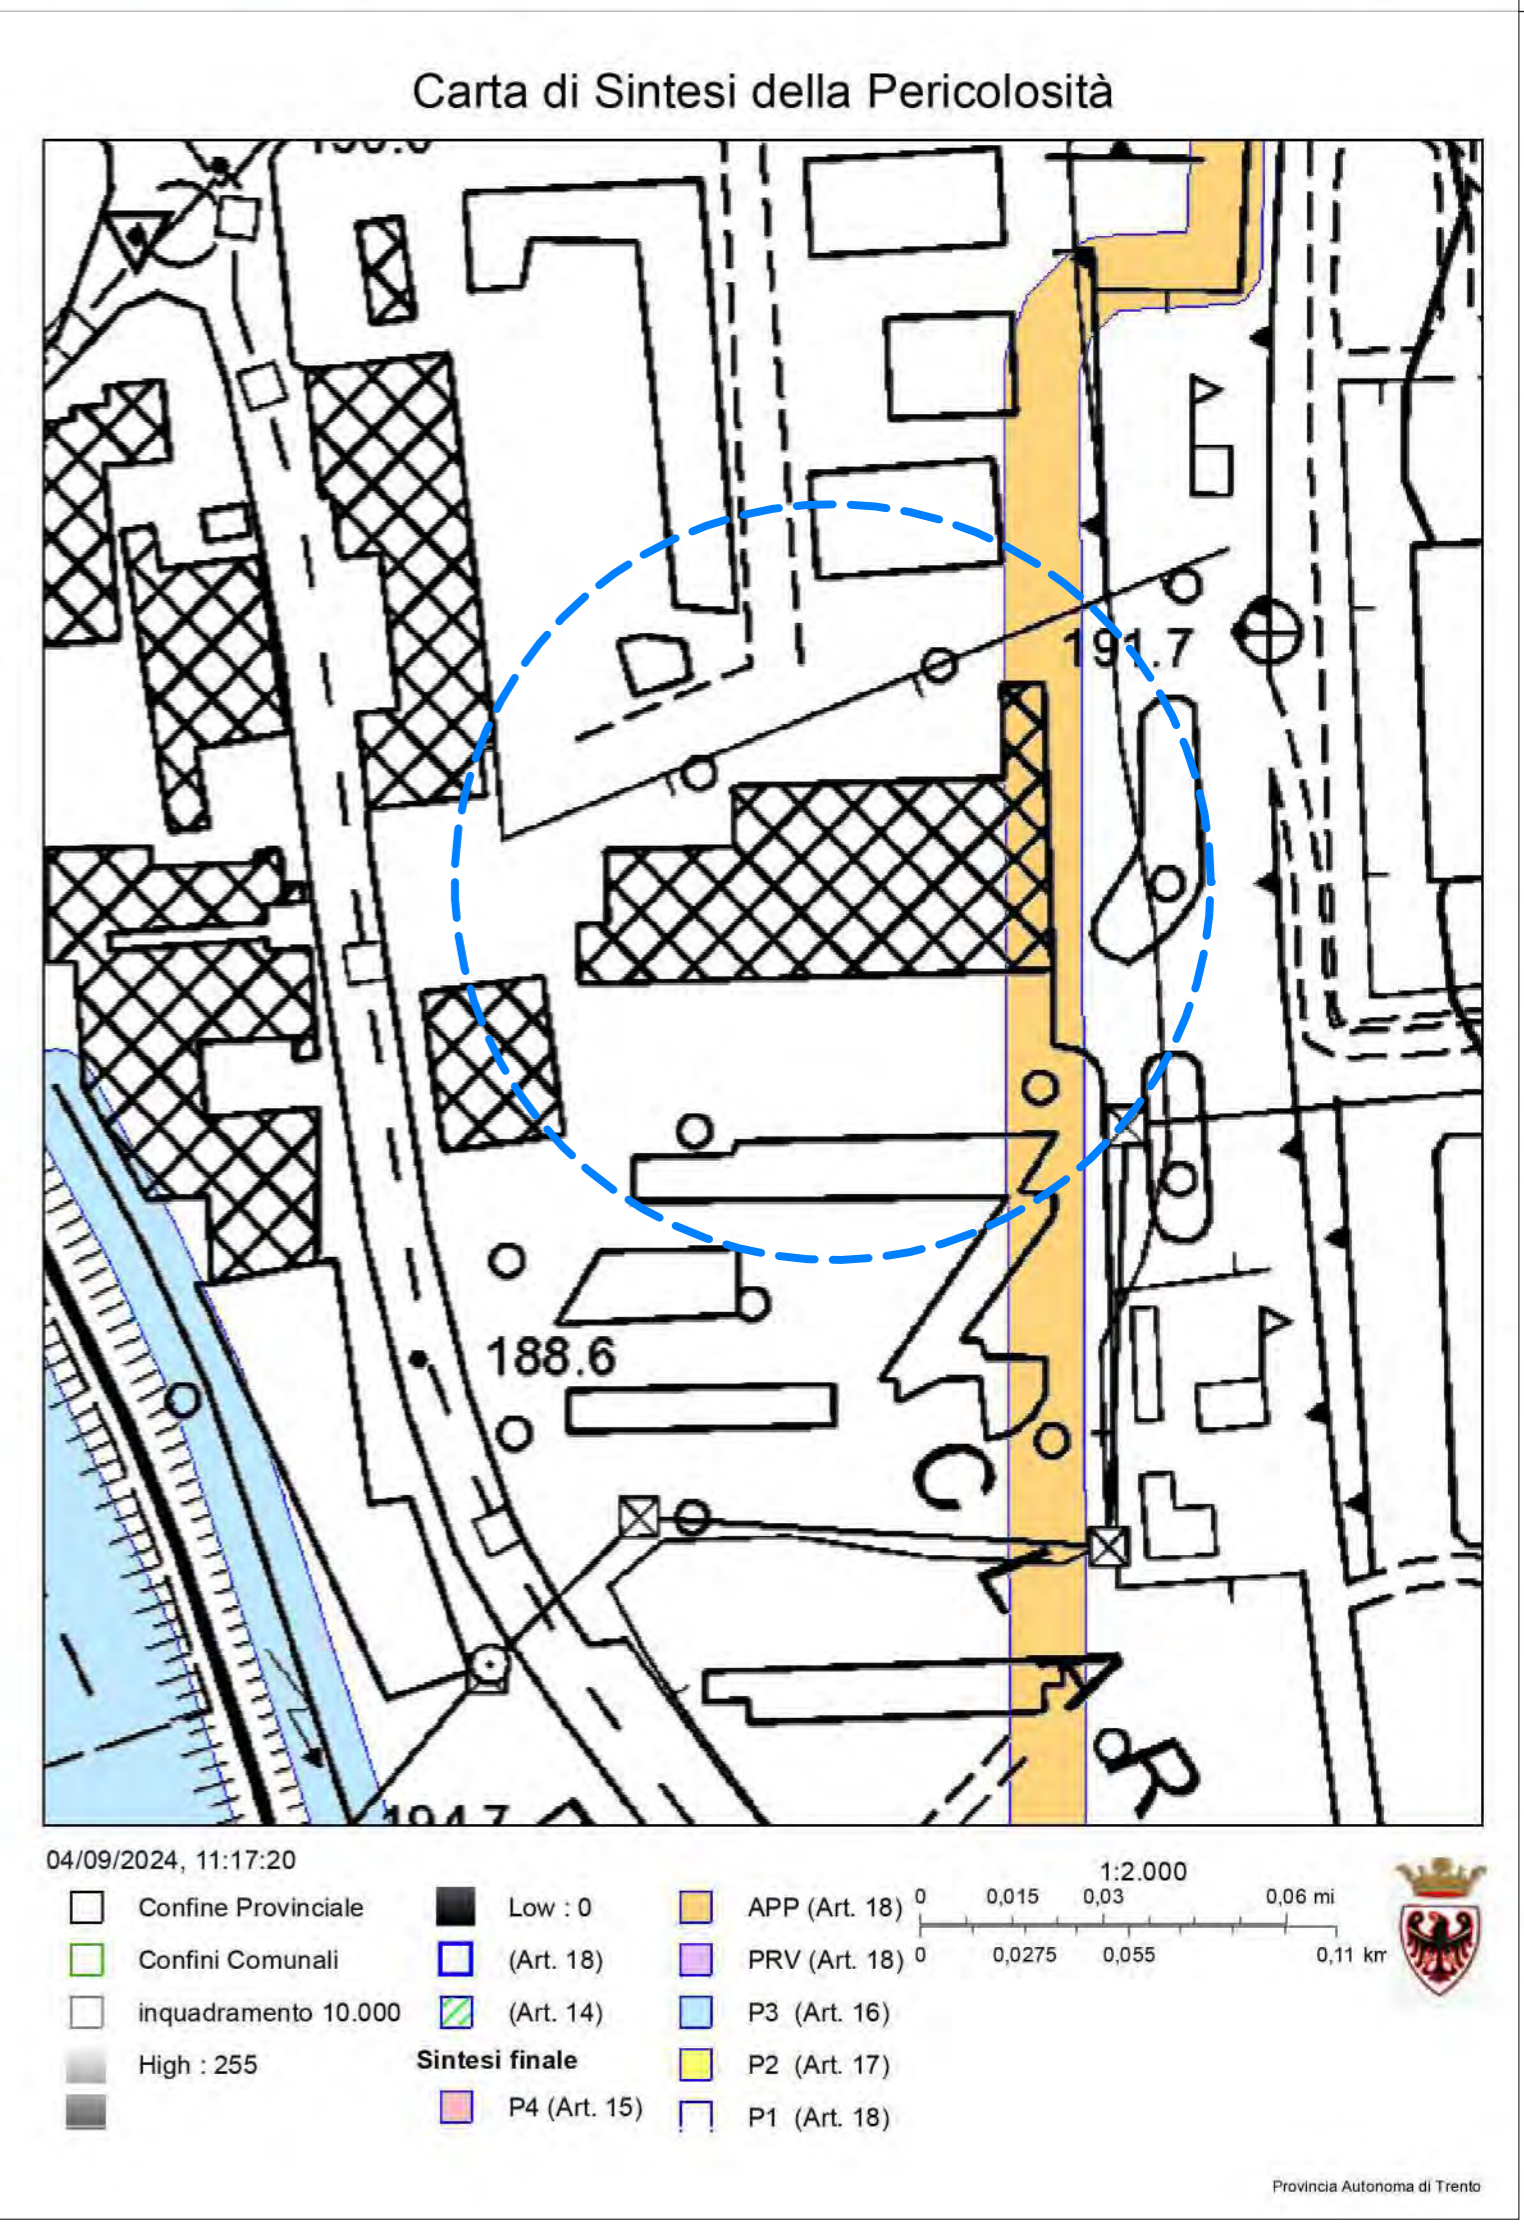 Carta di Sintesi della Pericolosità
191.7
188.6
C
A
R
04/09/2024, 11:17:20
Confine Provinciale
Confini Comunali
inquadramento 10.000
High : 255
Low : 0
(Art. 18)
(Art. 14)
Sintesi finale
P4 (Art. 15)
APP (Art. 18)
PRV (Art. 18)
P3 (Art. 16)
P2 (Art. 17)
P1 (Art. 18)
1:2.000
0 0,015 0,03 0,06 mi
0 0,0275 0,055 0,11 km
Provincia Autonoma di Trento